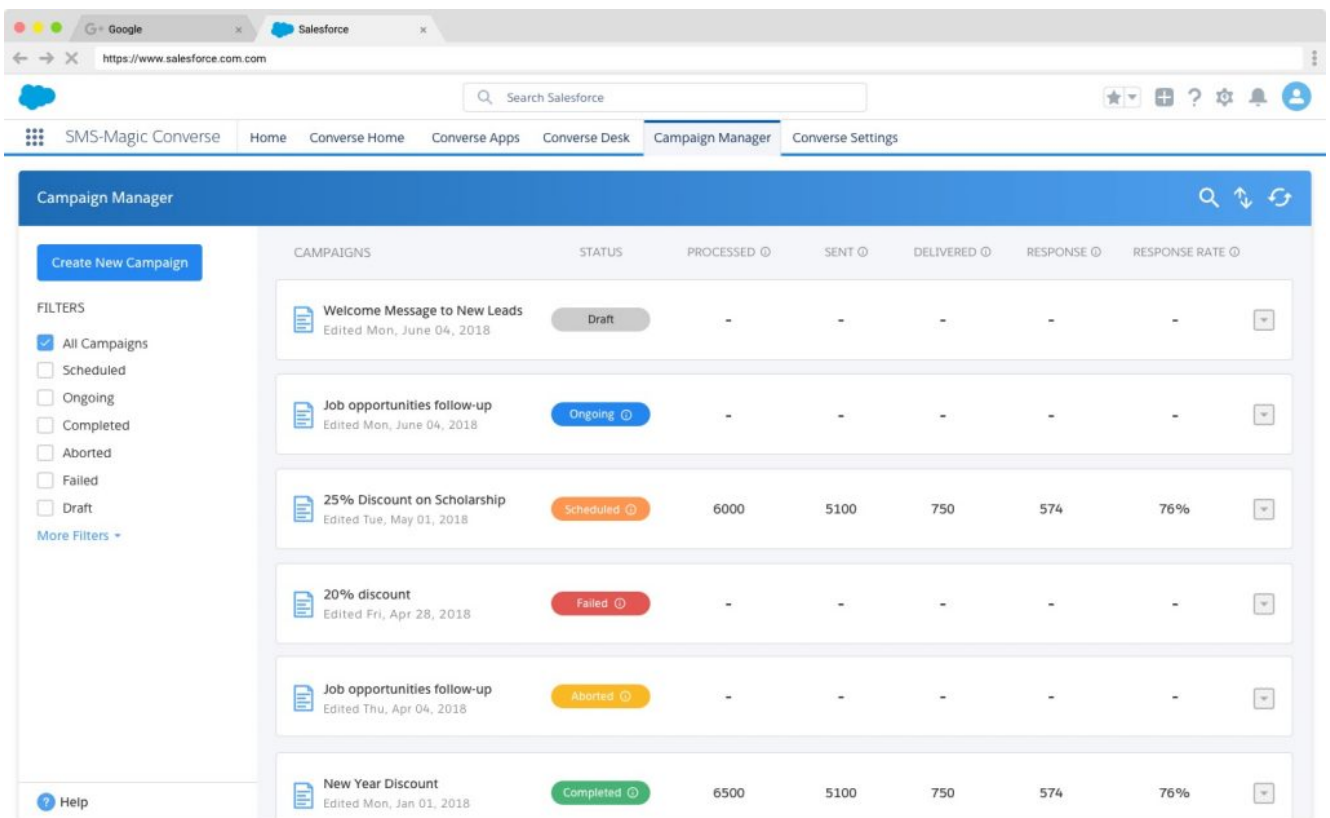 G+ Google ×
Salesforce ×
https://www.salesforce.com.com
Search Salesforce
SMS-Magic Converse Home Converse Home Converse Apps Converse Desk Campaign Manager Converse Settings
Campaign Manager
Create New Campaign
FILTERS
All Campaigns
Scheduled
Ongoing
Completed
Aborted
Failed
Draft
More Filters
? Help
CAMPAIGNS STATUS PROCESSED SENT DELIVERED RESPONSE RESPONSE RATE
Welcome Message to New Leads
Edited Mon, June 04, 2018
Draft - - - - -
Job opportunities follow-up
Edited Mon, June 04, 2018
Ongoing - - - - -
25% Discount on Scholarship
Edited Tue, May 01, 2018
Scheduled 6000 5100 750 574 76%
20% discount
Edited Fri, Apr 28, 2018
Failed - - - - -
Job opportunities follow-up
Edited Thu, Apr 04, 2018
Aborted - - - - -
New Year Discount
Edited Mon, Jan 01, 2018
Completed 6500 5100 750 574 76%